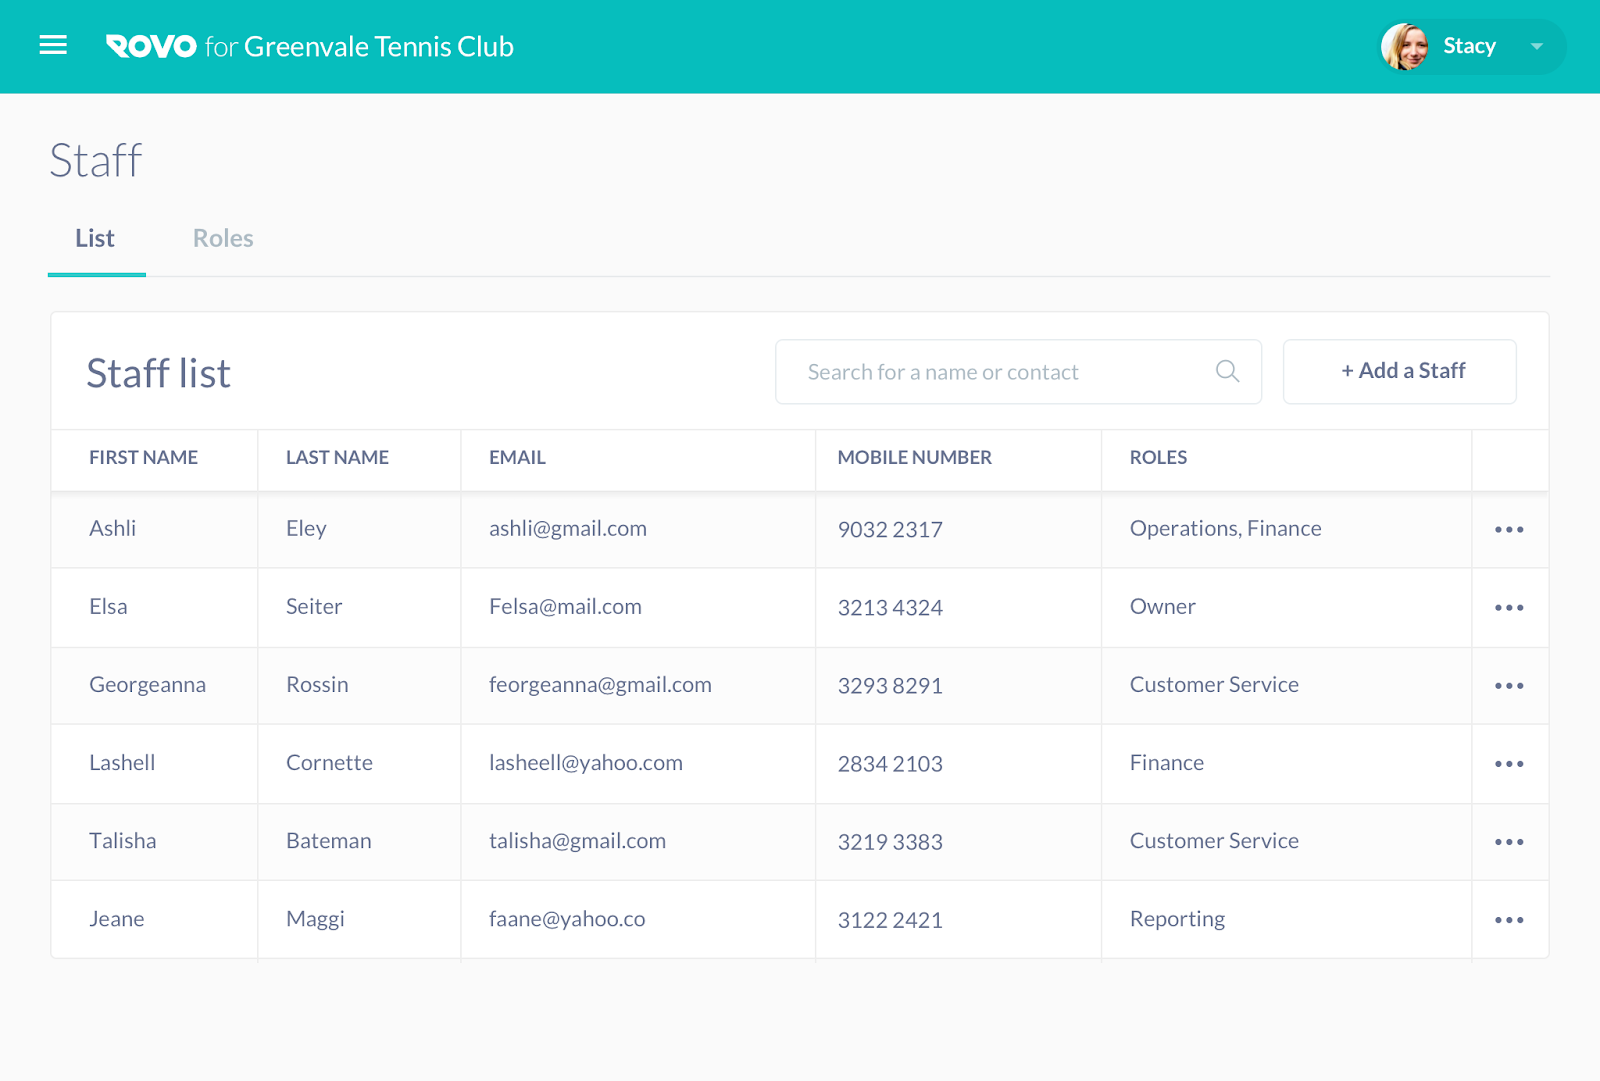 ROVO for Greenvale Tennis Club
Stacy
Staff
List Roles
Staff list
Search for a name or contact
+ Add a Staff
FIRST NAME LAST NAME EMAIL MOBILE NUMBER ROLES
Ashli Eley ashli@gmail.com 9032 2317 Operations, Finance
Elsa Seiter Felsa@mail.com 3213 4324 Owner
Georgeanna Rossin feorgeanna@gmail.com 3293 8291 Customer Service
Lashell Cornette lasheell@yahoo.com 2834 2103 Finance
Talisha Bateman talisha@gmail.com 3219 3383 Customer Service
Jeane Maggi faane@yahoo.co 3122 2421 Reporting